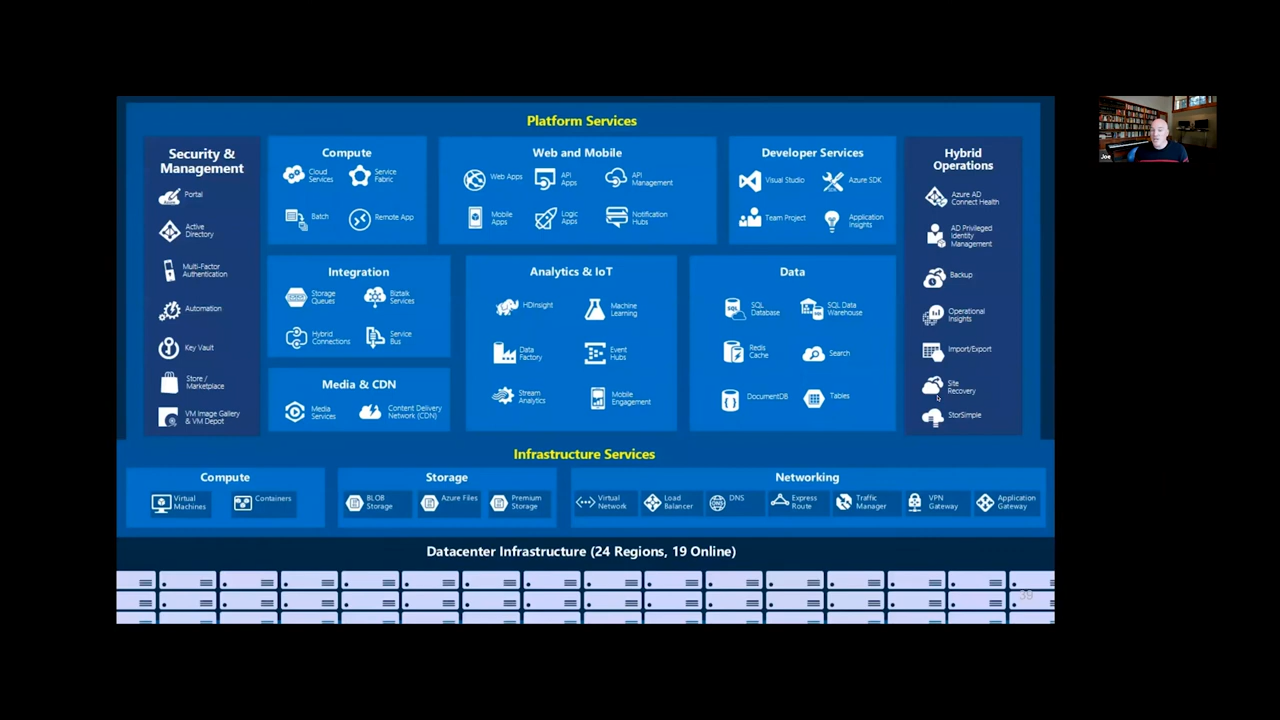 Platform Services
Security &
Management
Portal
Active
Directory
Multi-Factor
Authentication
Automation
Key Vault
Store /
Marketplace
VM Image Gallery
& VM Depot
Compute
Cloud
Services
Service
Fabric
Batch
Remote App
Web and Mobile
Web Apps
API
Apps
API
Management
Mobile
Apps
Logic
Apps
Notification
Hubs
Developer Services
Visual Studio
Azure SDK
Team Project
Application
Insights
Hybrid
Operations
Azure AD
Connect Health
AD Privileged
Identity
Management
Backup
Operational
Insights
Import/Export
Site
Recovery
StorSimple
Integration
Storage
Queues
Biztalk
Services
Hybrid
Connections
Service
Bus
Analytics & IoT
HDInsight
Machine
Learning
Data
Factory
Event
Hubs
Stream
Analytics
Mobile
Engagement
Data
SQL
Database
SQL Data
Warehouse
Redis
Cache
Search
DocumentDB
Tables
Media & CDN
Media
Services
Content Delivery
Network (CDN)
Infrastructure Services
Compute
Virtual
Machines
Containers
Storage
BLOB
Storage
Azure Files
Premium
Storage
Networking
Virtual
Network
Load
Balancer
DNS
DNS
Express
Route
Traffic
Manager
VPN
Gateway
Application
Gateway
Datacenter Infrastructure (24 Regions, 19 Online)
39
Joe